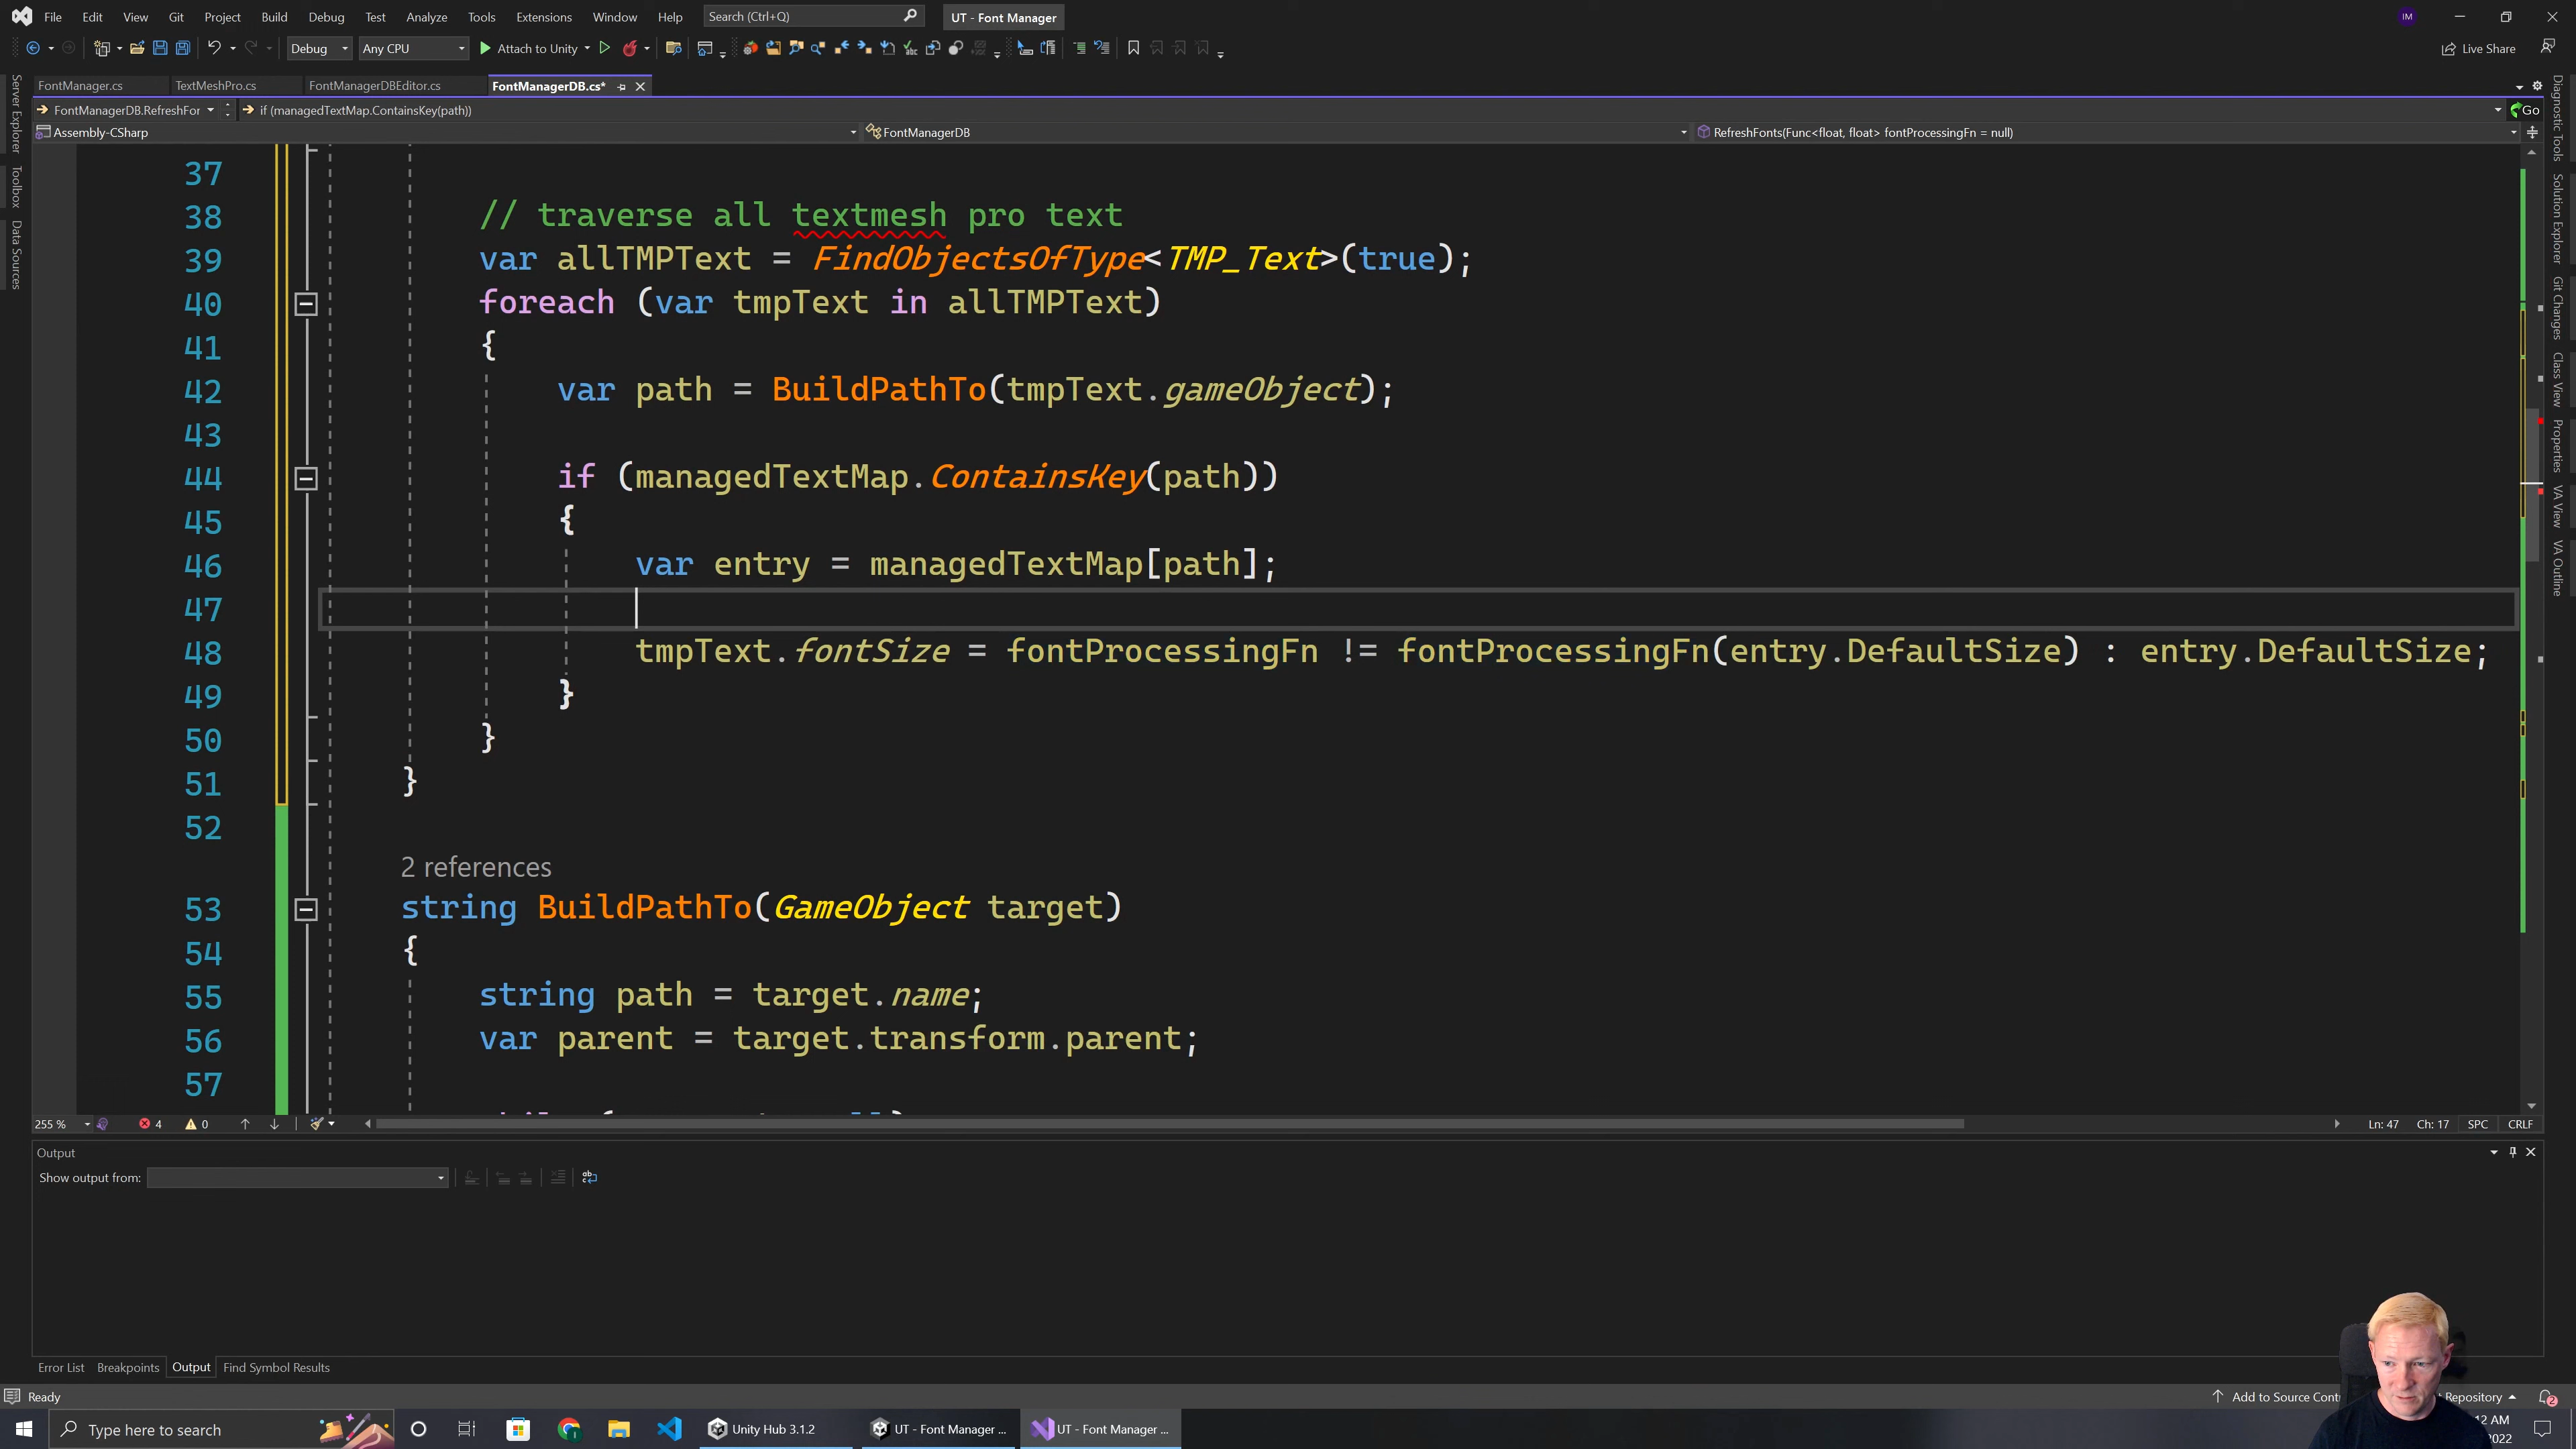 File Edit View Git Project Build Debug Test Analyze Tools Extensions Window Help Search (Ctrl+Q) UT - Font Manager IM
Debug Any CPU Attach to Unity Live Share
FontManager.cs TextMeshPro.cs FontManagerDBEditor.cs FontManagerDB.cs*
FontManagerDB.RefreshFor if (managedTextMap.ContainsKey(path)) Go
Assembly-CSharp FontManagerDB RefreshFonts(Func<float, float> fontProcessingFn = null)
Server Explorer
Toolbox
Data Sources
37
38 // traverse all textmesh pro text
39 var allTMPText = FindObjectsOfType<TMP_Text>(true);
40 foreach (var tmpText in allTMPText)
41 {
42 var path = BuildPathTo(tmpText.gameObject);
43
44 if (managedTextMap.ContainsKey(path))
45 {
46 var entry = managedTextMap[path];
47
48 tmpText.fontSize = fontProcessingFn != fontProcessingFn(entry.DefaultSize) : entry.DefaultSize;
49 }
50 }
51 }
52
2 references
53 string BuildPathTo(GameObject target)
54 {
55 string path = target.name;
56 var parent = target.transform.parent;
57
Diagnostic Tools
Solution Explorer
Git Changes
Class View
Properties
VA View
VA Outline
255 % 4 0 Ln: 47 Ch: 17 SPC CRLF
Output
Show output from:
Error List Breakpoints Output Find Symbol Results
Ready Add to Source Repository 2
Type here to search Unity Hub 3.1.2 UT - Font Manager ... UT - Font Manager ... 12 AM
2022